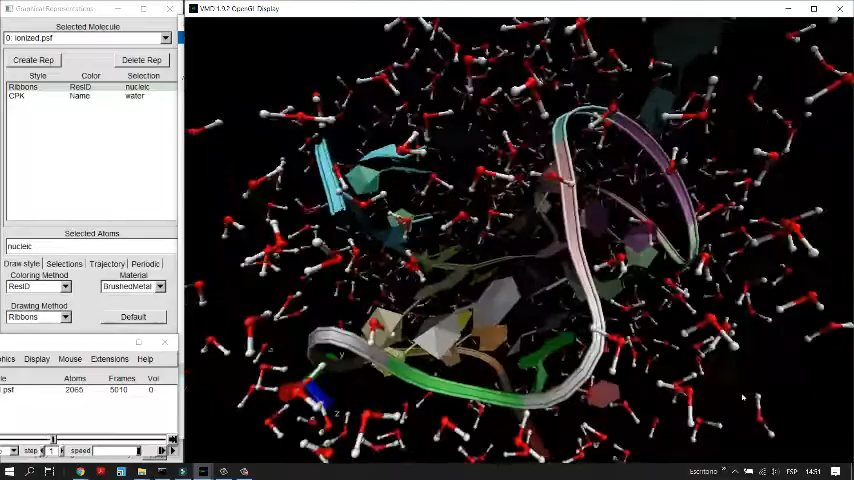 Graphical Representations
VMD 1.9.2 OpenGL Display
Selected Molecule
0: ionized.psf
Create Rep
Delete Rep
Style Color Selection
Ribbons ResID nucleic
CPK Name water
Selected Atoms
nucleic
Draw style Selections Trajectory Periodic
Coloring Method Material
ResID BrushedMetal
Drawing Method
Ribbons Default
phics Display Mouse Extensions Help
Atoms Frames Vol
psf 2065 5010 0
step 1 speed
y
z
Escritorio ESP 14:51